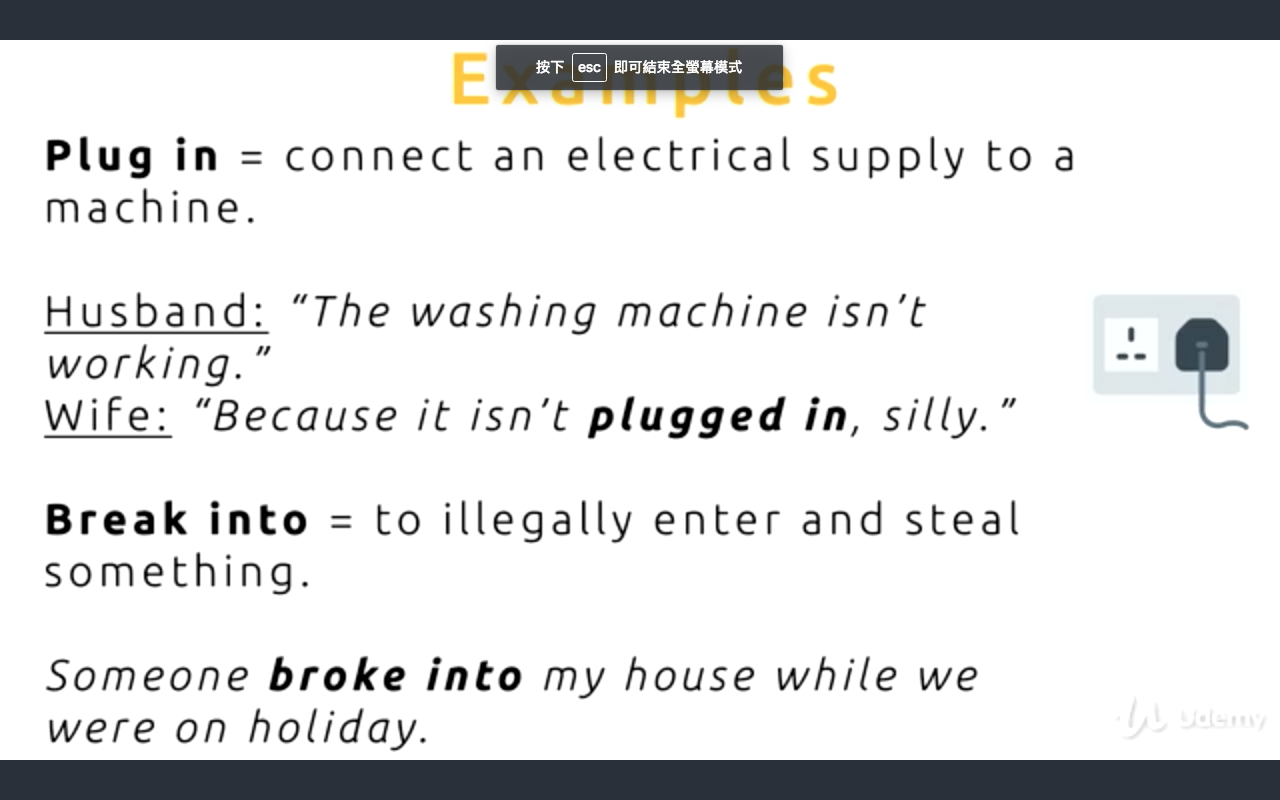 Examples
按下 esc 即可結束全螢幕模式
Plug in = connect an electrical supply to a
machine.
Husband: “The washing machine isn’t
working.”
Wife: “Because it isn’t plugged in, silly.”
Break into = to illegally enter and steal
something.
Someone broke into my house while we
were on holiday.
Udemy